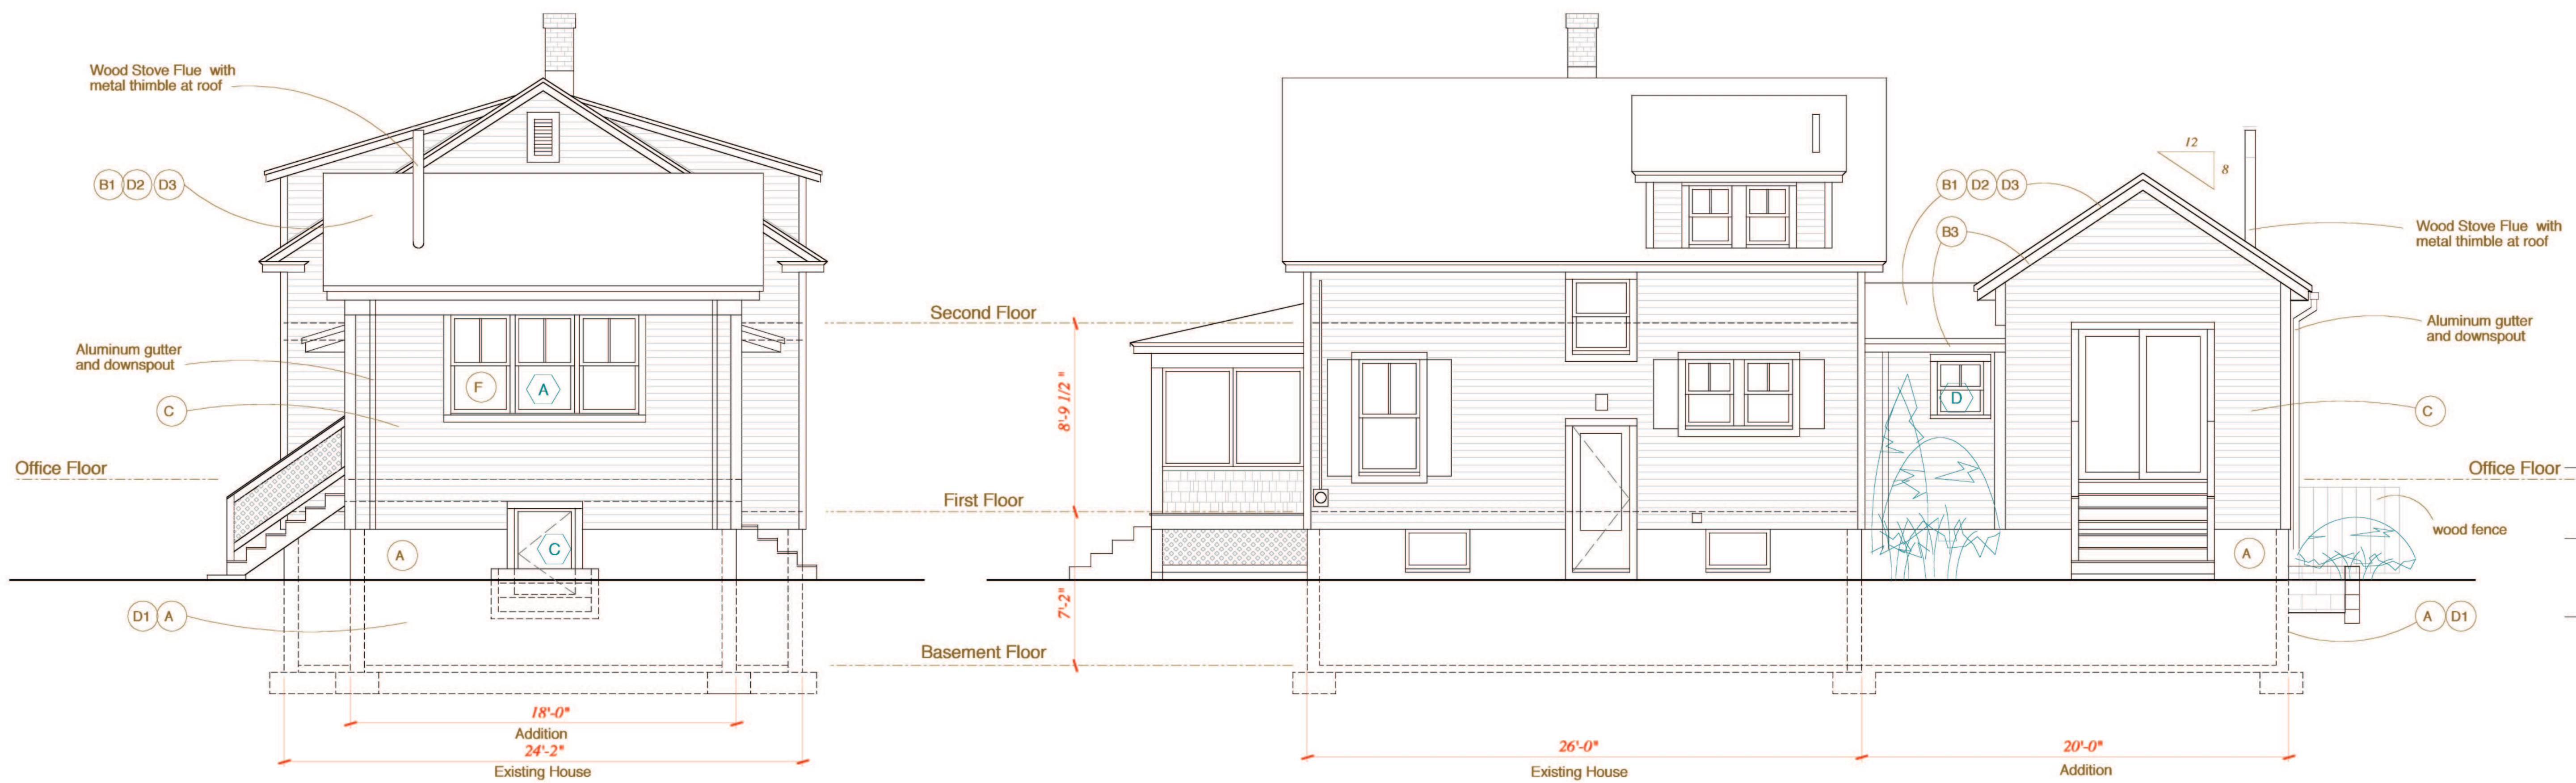 Wood Stove Flue with
metal thimble at roof
B1 D2 D3
Aluminum gutter
and downspout
C
Office Floor
F
A
A
C
D1 A
18'-0"
Addition
24'-2"
Existing House
Second Floor
8'-9 1/2 "
First Floor
7'-2"
Basement Floor
12
8
B1 D2 D3
B3
Wood Stove Flue with
metal thimble at roof
Aluminum gutter
and downspout
D
C
Office Floor
wood fence
A
A D1
26'-0"
Existing House
20'-0"
Addition